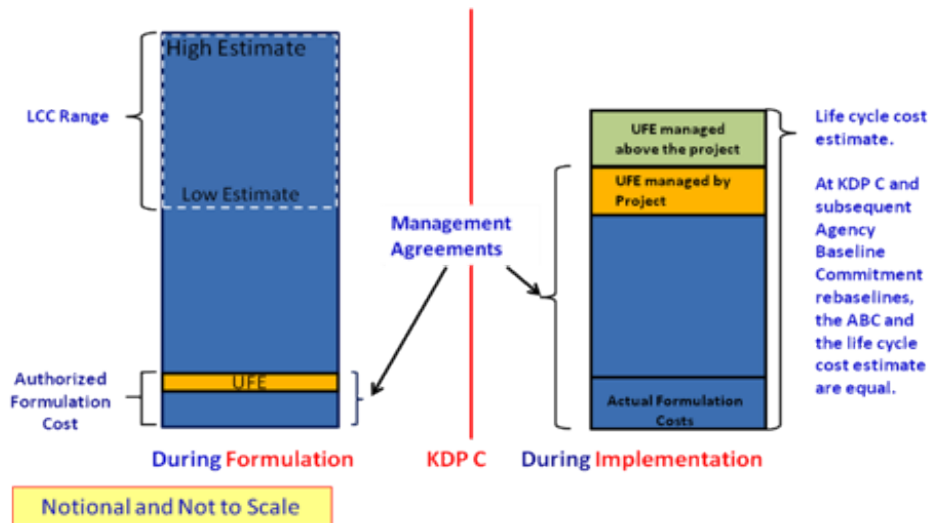 High Estimate
LCC Range
Low Estimate
Authorized
Formulation
Cost
UFE
During Formulation
Management
Agreements
KDP C
UFE managed
above the project
UFE managed by
Project
Actual Formulation
Costs
During Implementation
Life cycle cost
estimate.
At KDP C and
subsequent
Agency
Baseline
Commitment
rebaselines,
the ABC and
the life cycle
cost estimate
are equal.
Notional and Not to Scale